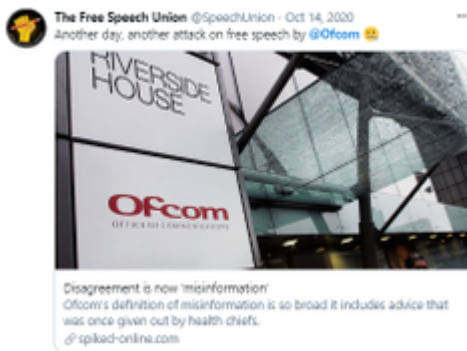 The Free Speech Union @SpeechUnion · Oct 14, 2020
Another day, another attack on free speech by @Ofcom
RIVERSIDE
HOUSE
Ofcom
OFFICE OF COMMUNICATIONS
Disagreement is now 'misinformation'
Ofcom's definition of misinformation is so broad it includes advice that
was once given out by health chiefs.
spiked-online.com